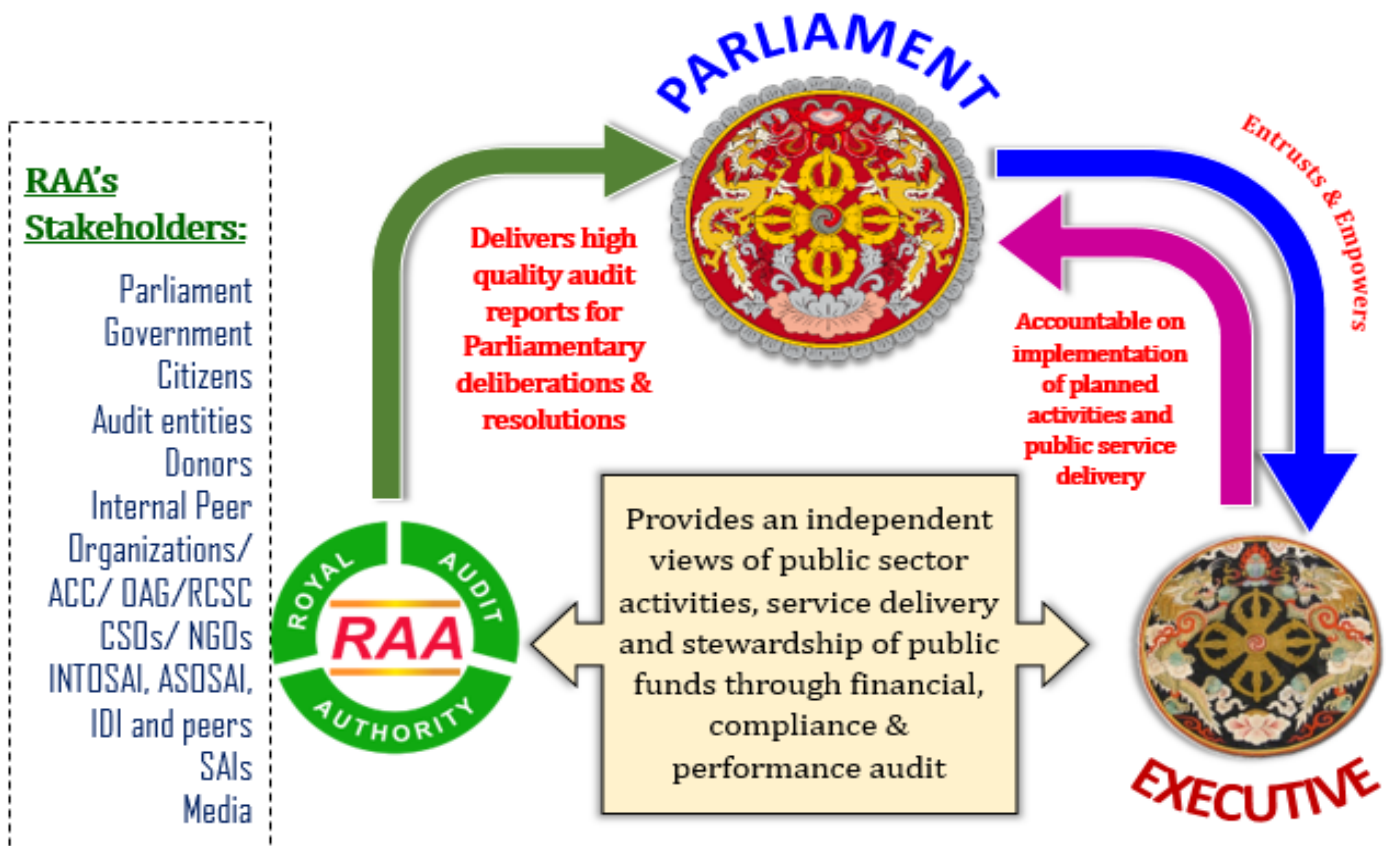 RAA's
Stakeholders:
Parliament
Government
Citizens
Audit entities
Donors
Internal Peer
Organizations/
ACC/ OAG/RCSC
CSOs/ NGOs
INTOSAI, ASOSAI,
IDI and peers
SAIs
Media
PARLIAMENT
Delivers high
quality audit
reports for
Parliamentary
deliberations &
resolutions
Entrusts & Empowers
Accountable on
implementation
of planned
activities and
public service
delivery
ROYAL AUDIT
RAA
AUTHORITY
Provides an independent
views of public sector
activities, service delivery
and stewardship of public
funds through financial,
compliance &
performance audit
EXECUTIVE